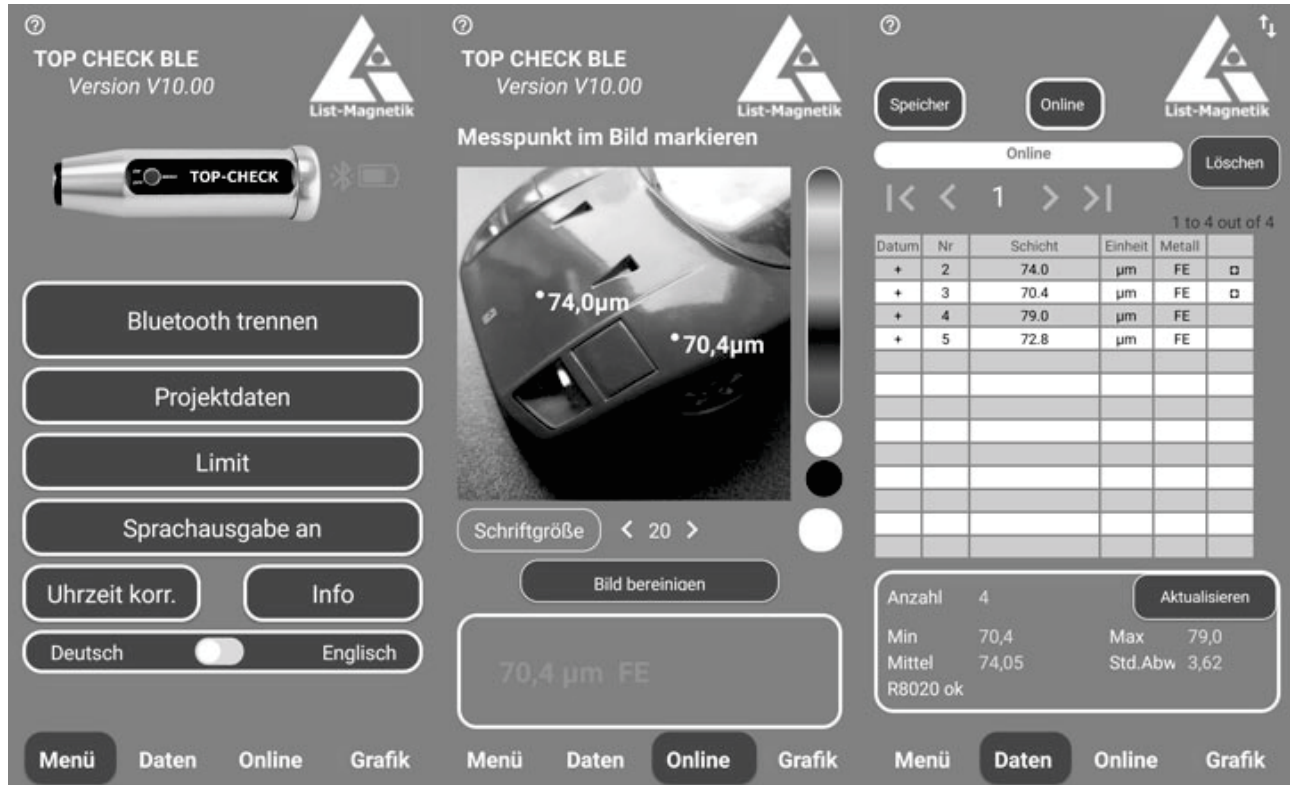 TOP CHECK BLE
Version V10.00
List-Magnetik
TOP-CHECK
Bluetooth trennen
Projektdaten
Limit
Sprachausgabe an
Uhrzeit korr. Info
Deutsch Englisch
Menü Daten Online Grafik
TOP CHECK BLE
Version V10.00
List-Magnetik
Messpunkt im Bild markieren
74,0µm
70,4µm
Schriftgröße < 20 >
Bild bereinigen
70,4 µm FE
Menü Daten Online Grafik
List-Magnetik
Speicher Online
Online Löschen
|< < 1 > >|
1 to 4 out of 4
Datum Nr Schicht Einheit Metall
+ 2 74.0 µm FE
+ 3 70.4 µm FE
+ 4 79.0 µm FE
+ 5 72.8 µm FE
Anzahl 4 Aktualisieren
Min 70,4 Max 79,0
Mittel 74,05 Std.Abw 3,62
R8020 ok
Menü Daten Online Grafik